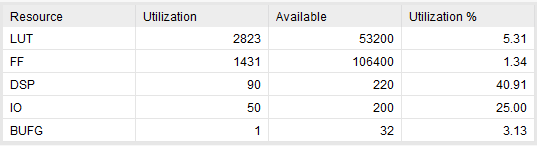 Resource Utilization Available Utilization %
LUT 2823 53200 5.31
FF 1431 106400 1.34
DSP 90 220 40.91
IO 50 200 25.00
BUFG 1 32 3.13